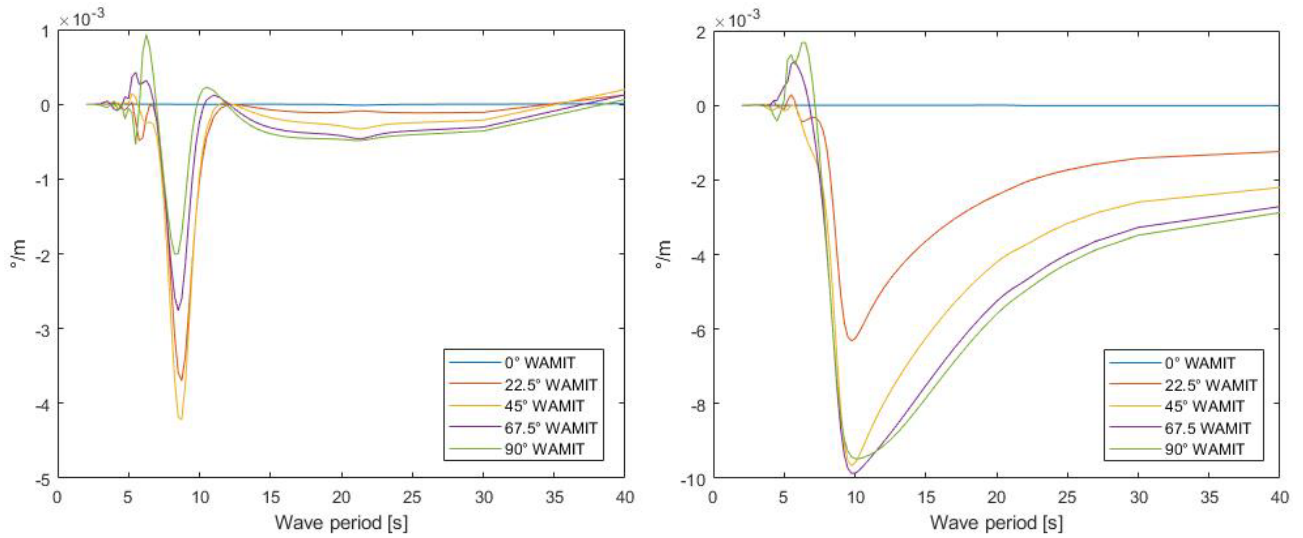 ×10⁻³
1
0
-1
-2
-3
-4
-5
°/m
0 5 10 15 20 25 30 35 40
Wave period [s]
0° WAMIT
22.5° WAMIT
45° WAMIT
67.5° WAMIT
90° WAMIT
×10⁻³
2
0
-2
-4
-6
-8
-10
°/m
0 5 10 15 20 25 30 35 40
Wave period [s]
0° WAMIT
22.5° WAMIT
45° WAMIT
67.5 WAMIT
90° WAMIT